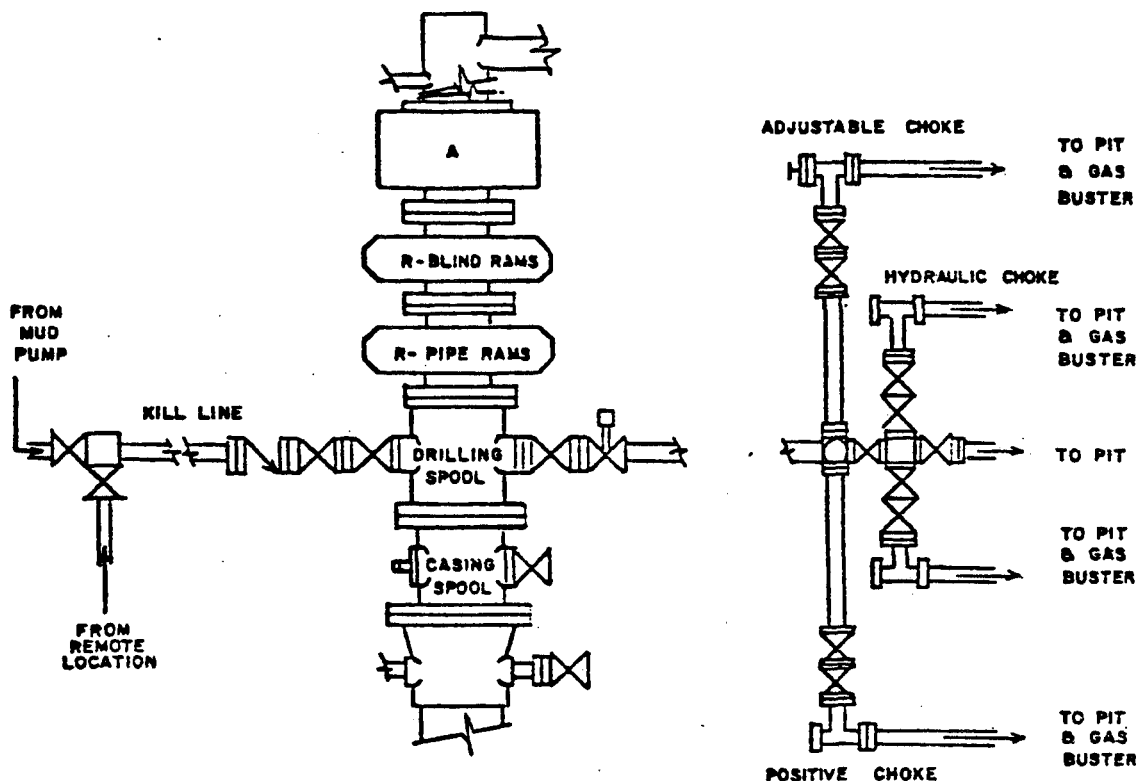 A
R-BLIND RAMS
R- PIPE RAMS
FROM
MUD
PUMP
KILL LINE
DRILLING
SPOOL
CASING
SPOOL
FROM
REMOTE
LOCATION
ADJUSTABLE CHOKE
TO PIT
& GAS
BUSTER
HYDRAULIC CHOKE
TO PIT
& GAS
BUSTER
TO PIT
TO PIT
& GAS
BUSTER
TO PIT
& GAS
BUSTER
POSITIVE CHOKE